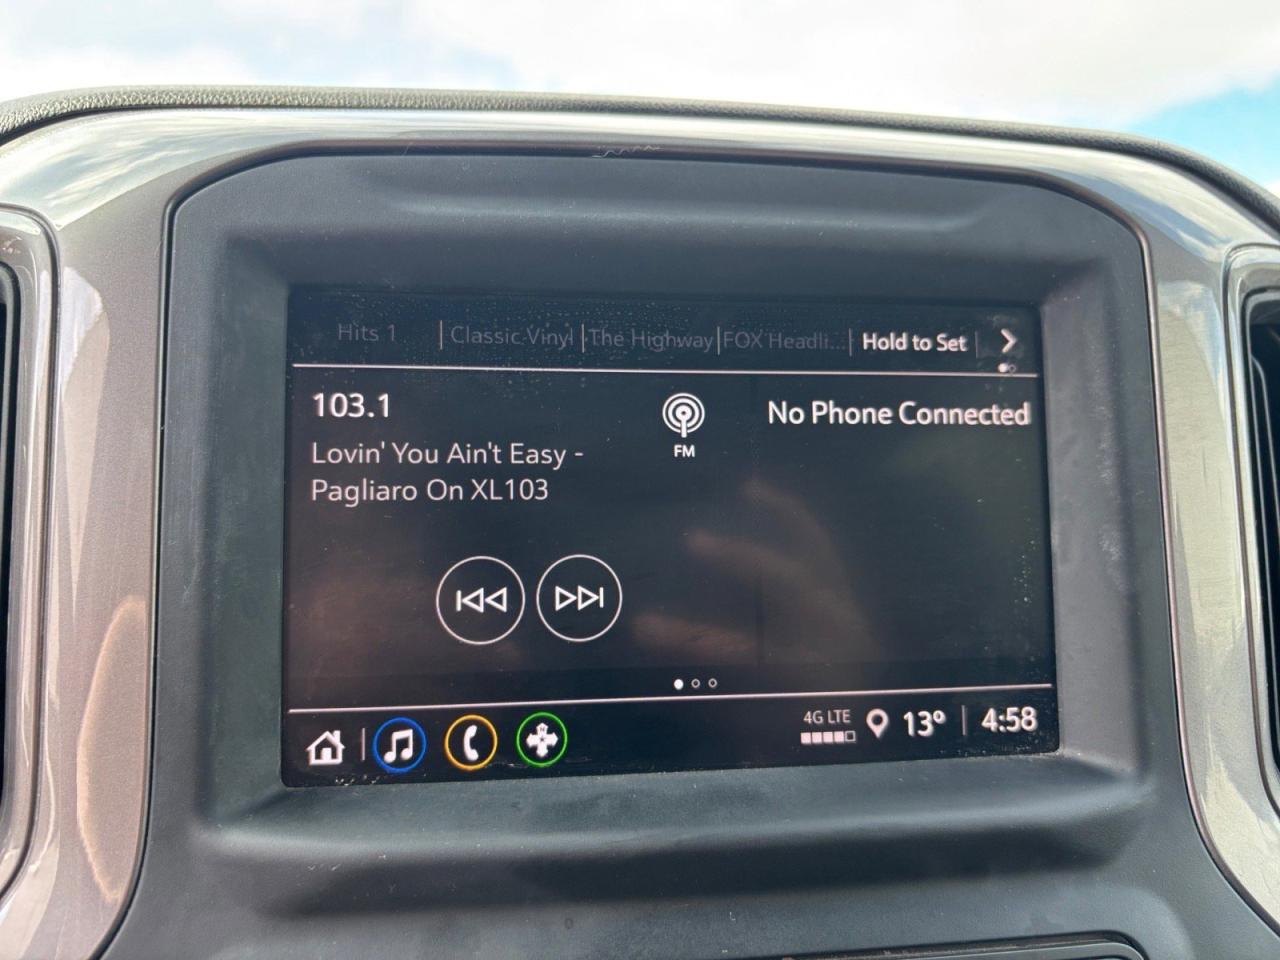 Hits 1 Classic Vinyl The Highway FOX Headli... Hold to Set
103.1
FM
No Phone Connected
Lovin' You Ain't Easy -
Pagliaro On XL103
4G LTE
13° 4:58